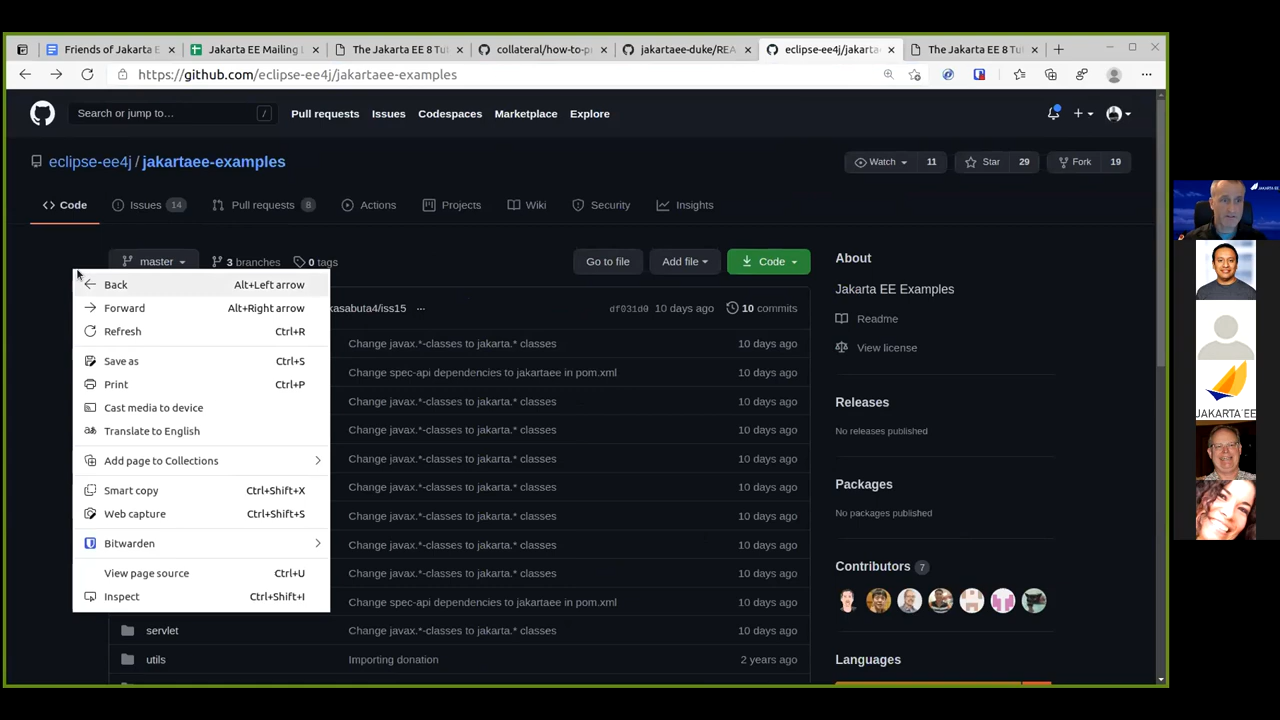 Friends of Jakarta E
Jakarta EE Mailing L
The Jakarta EE 8 Tut
collateral/how-to-p
jakartaee-duke/REA
eclipse-ee4j/jakarta
The Jakarta EE 8 Tut
https://github.com/eclipse-ee4j/jakartaee-examples
Search or jump to…
/
Pull requests
Issues
Codespaces
Marketplace
Explore
eclipse-ee4j / jakartaee-examples
Watch 11
Star 29
Fork 19
Code
Issues 14
Pull requests 8
Actions
Projects
Wiki
Security
Insights
master
3 branches
0 tags
Go to file
Add file
Code
kasabuta4/iss15
...
df031d0 10 days ago
10 commits
Change javax.*-classes to jakarta.* classes 10 days ago
Change spec-api dependencies to jakartaee in pom.xml 10 days ago
Change javax.*-classes to jakarta.* classes 10 days ago
Change javax.*-classes to jakarta.* classes 10 days ago
Change javax.*-classes to jakarta.* classes 10 days ago
Change javax.*-classes to jakarta.* classes 10 days ago
Change javax.*-classes to jakarta.* classes 10 days ago
Change javax.*-classes to jakarta.* classes 10 days ago
Change javax.*-classes to jakarta.* classes 10 days ago
Change spec-api dependencies to jakartaee in pom.xml 10 days ago
servlet Change javax.*-classes to jakarta.* classes 10 days ago
utils Importing donation 2 years ago
Back Alt+Left arrow
Forward Alt+Right arrow
Refresh Ctrl+R
Save as Ctrl+S
Print Ctrl+P
Cast media to device
Translate to English
Add page to Collections
Smart copy Ctrl+Shift+X
Web capture Ctrl+Shift+S
Bitwarden
View page source Ctrl+U
Inspect Ctrl+Shift+I
About
Jakarta EE Examples
Readme
View license
Releases
No releases published
Packages
No packages published
Contributors 7
Languages
JAKARTA EE
JAKARTA EE